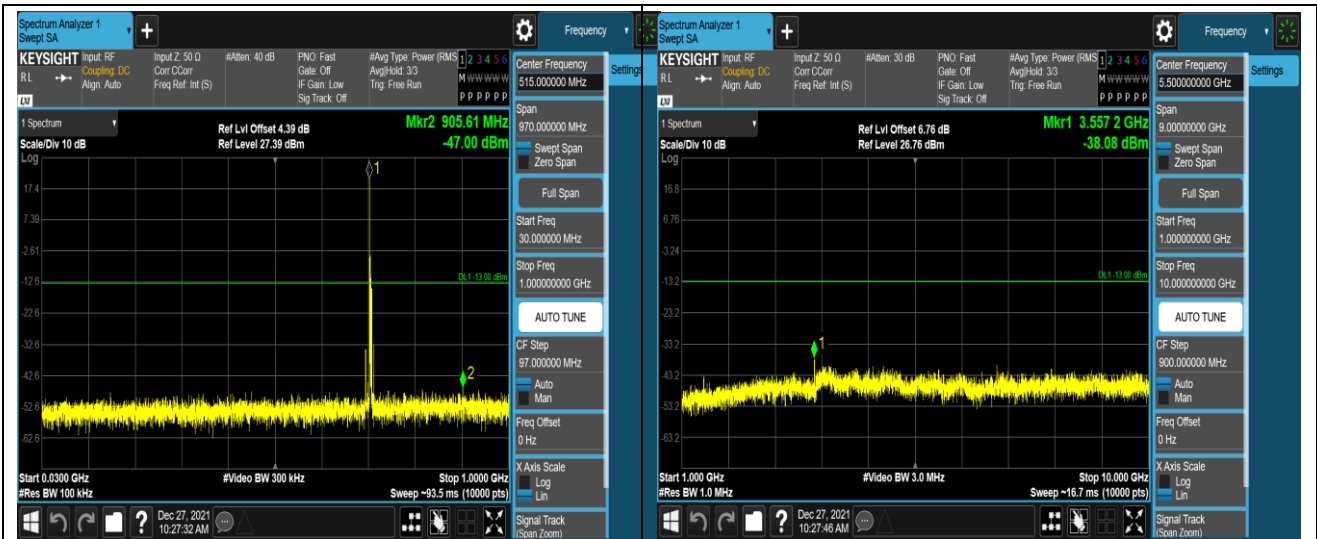 Spectrum Analyzer 1
Swept SA
+
Frequency
KEYSIGHT
Input: RF
Coupling: DC
Align: Auto
Input Z: 50 Ω
Corr CCorr
Freq Ref: Int (S)
#Atten: 40 dB
PNO: Fast
Gate: Off
IF Gain: Low
Sig Track: Off
#Avg Type: Power (RMS
Avg|Hold: 3/3
Trig: Free Run
1 2 3 4 5 6
M W W W W W
P P P P P P
RL
LXI
Center Frequency
515.000000 MHz
Settings
1 Spectrum
Scale/Div 10 dB
Log
Ref Lvl Offset 4.39 dB
Ref Level 27.39 dBm
Mkr2 905.61 MHz
-47.00 dBm
Span
970.000000 MHz
Swept Span
Zero Span
Full Span
Start Freq
30.000000 MHz
Stop Freq
1.000000000 GHz
AUTO TUNE
CF Step
97.000000 MHz
Auto
Man
Freq Offset
0 Hz
X Axis Scale
Log
Lin
Signal Track
(Span Zoom)
1
17.4
7.39
-2.61
DL1 -13.00 dBm
-12.6
-22.6
-32.6
-42.6
2
-52.6
-62.6
Start 0.0300 GHz
#Res BW 100 kHz
#Video BW 300 kHz
Stop 1.0000 GHz
Sweep ~93.5 ms (10000 pts)
?
Dec 27, 2021
10:27:32 AM
Spectrum Analyzer 1
Swept SA
+
Frequency
KEYSIGHT
Input: RF
Coupling: DC
Align: Auto
Input Z: 50 Ω
Corr CCorr
Freq Ref: Int (S)
#Atten: 30 dB
PNO: Fast
Gate: Off
IF Gain: Low
Sig Track: Off
#Avg Type: Power (RMS
Avg|Hold: 3/3
Trig: Free Run
1 2 3 4 5 6
M W W W W W
P P P P P P
RL
LXI
Center Frequency
5.500000000 GHz
Settings
1 Spectrum
Scale/Div 10 dB
Log
Ref Lvl Offset 6.76 dB
Ref Level 26.76 dBm
Mkr1 3.557 2 GHz
-38.08 dBm
Span
9.00000000 GHz
Swept Span
Zero Span
Full Span
Start Freq
1.000000000 GHz
Stop Freq
10.000000000 GHz
AUTO TUNE
CF Step
900.000000 MHz
Auto
Man
Freq Offset
0 Hz
X Axis Scale
Log
Lin
Signal Track
(Span Zoom)
16.8
6.76
-3.24
DL1 -13.00 dBm
-13.2
-23.2
-33.2
1
-43.2
-53.2
-63.2
Start 1.000 GHz
#Res BW 1.0 MHz
#Video BW 3.0 MHz
Stop 10.000 GHz
Sweep ~16.7 ms (10000 pts)
?
Dec 27, 2021
10:27:46 AM